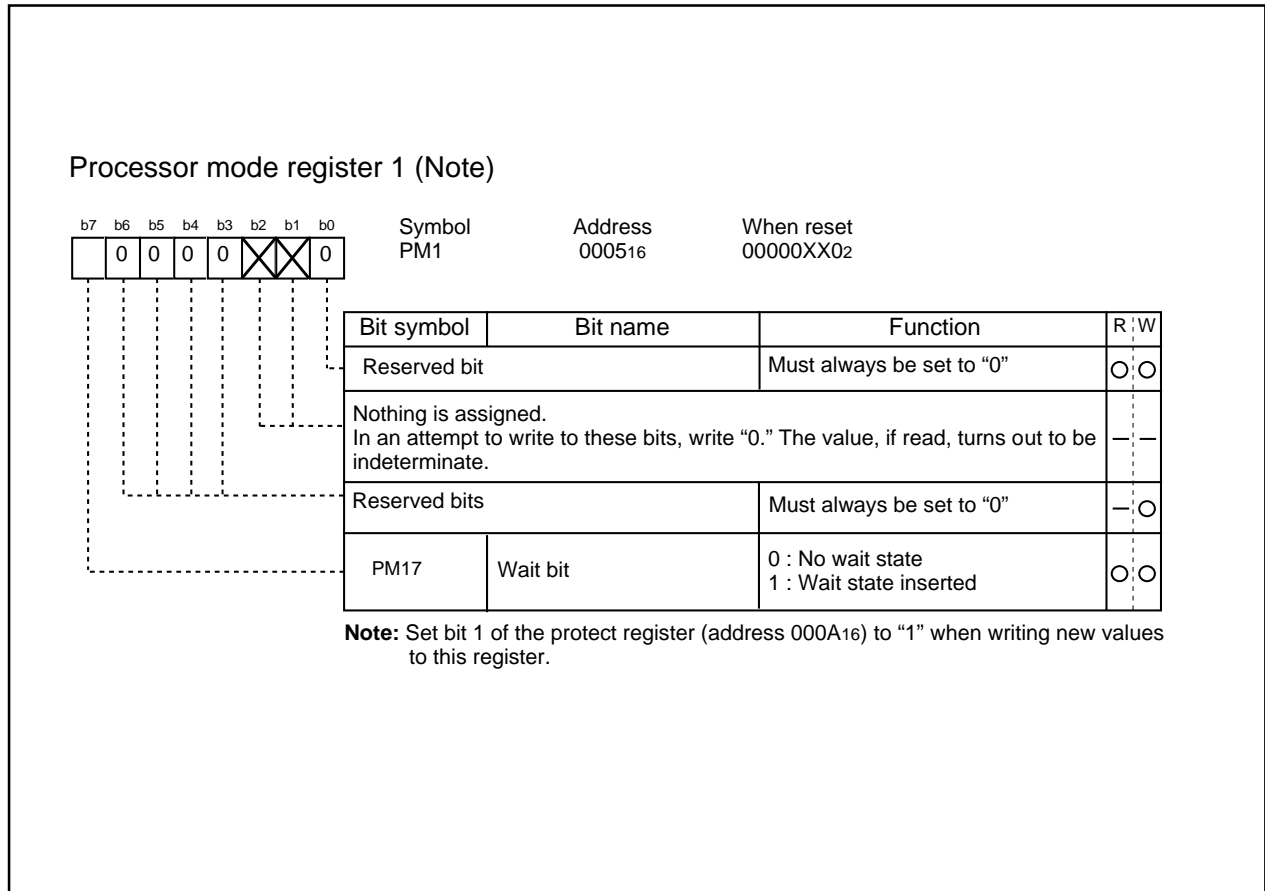 Processor mode register 1 (Note)
b7 b6 b5 b4 b3 b2 b1 b0
0 0 0 0 0
Symbol Address When reset
PM1 000516 00000XX02
Bit symbol Bit name Function R W
Reserved bit Must always be set to “0”
Nothing is assigned.
In an attempt to write to these bits, write “0.” The value, if read, turns out to be
indeterminate.
Reserved bits Must always be set to “0”
PM17 Wait bit 0 : No wait state
1 : Wait state inserted
Note: Set bit 1 of the protect register (address 000A16) to “1” when writing new values
to this register.